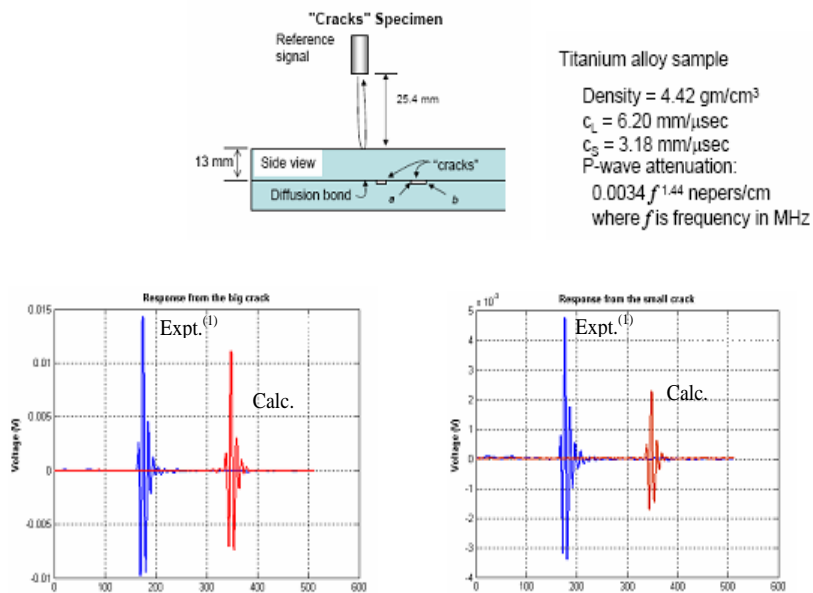 "Cracks" Specimen
Reference
signal
25.4 mm
13 mm
Side view
"cracks"
Diffusion bond
a
b
Titanium alloy sample
Density = 4.42 gm/cm³
c_L = 6.20 mm/μsec
c_S = 3.18 mm/μsec
P-wave attenuation:
0.0034 f^1.44 nepers/cm
where f is frequency in MHz
Response from the big crack
Expt.(1)
Calc.
Voltage (V)
0.015
0.01
0.005
0
-0.005
-0.01
0 100 200 300 400 500 600
Response from the small crack
x 10^-3
Expt.(1)
Calc.
Voltage (V)
5
4
3
2
1
0
-1
-2
-3
-4
0 100 200 300 400 500 600